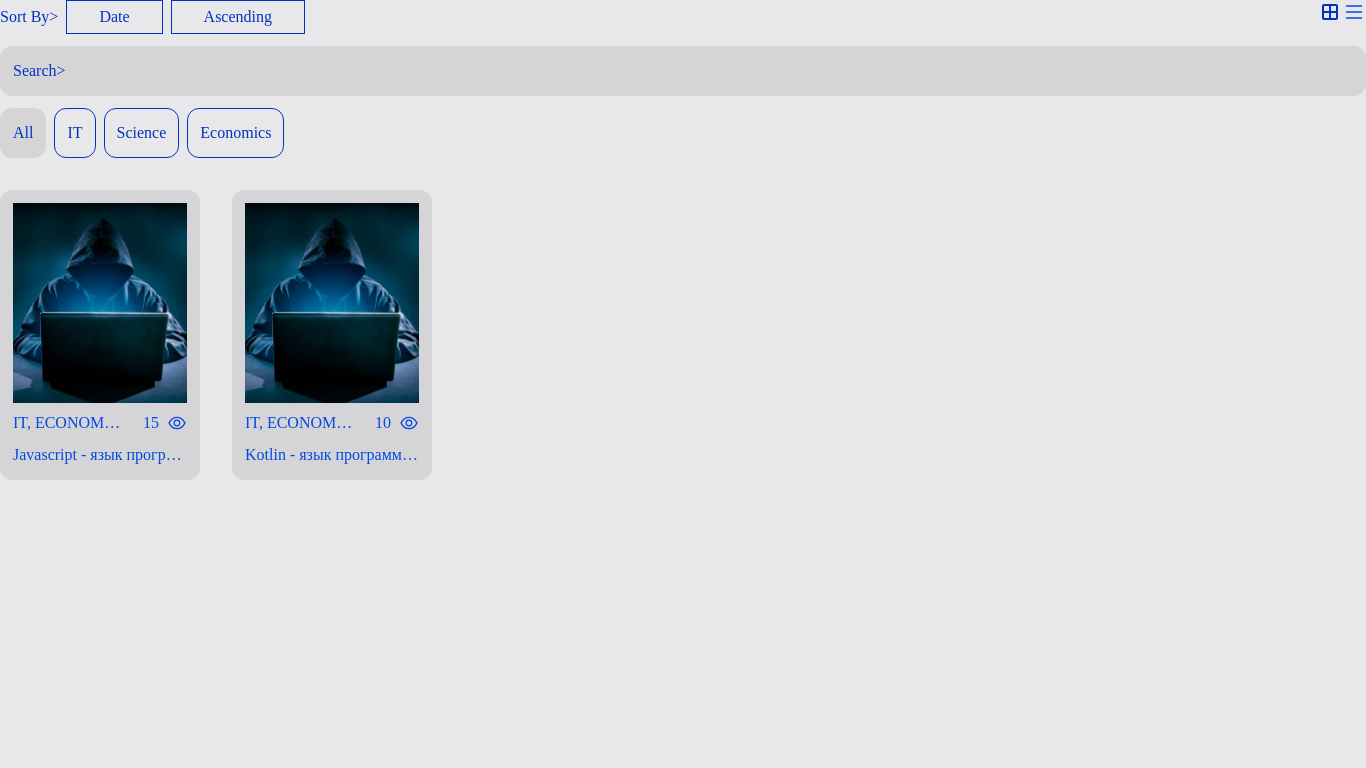 Sort By> Date Ascending
Search>
All IT Science Economics
IT, ECONOM… 15
Javascript - язык прогр…
IT, ECONOM… 10
Kotlin - язык программ…